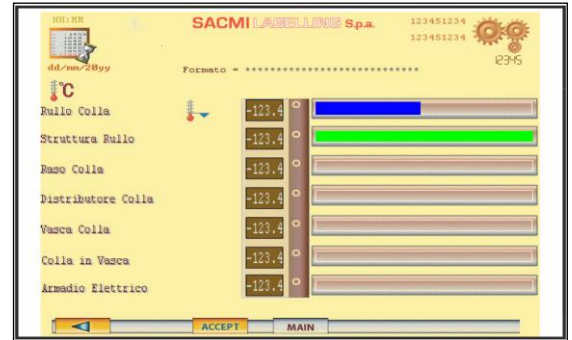 HH:MM
SACMI LABELLING S.p.a.
123451234
123451234
dd/mm/20yy
12345
Formato = ****************************
°C
Rullo Colla
-123.4
Struttura Rullo
-123.4
Raso Colla
-123.4
Distributore Colla
-123.4
Vasca Colla
-123.4
Colla in Vasca
-123.4
Armadio Elettrico
-123.4
ACCEPT
MAIN